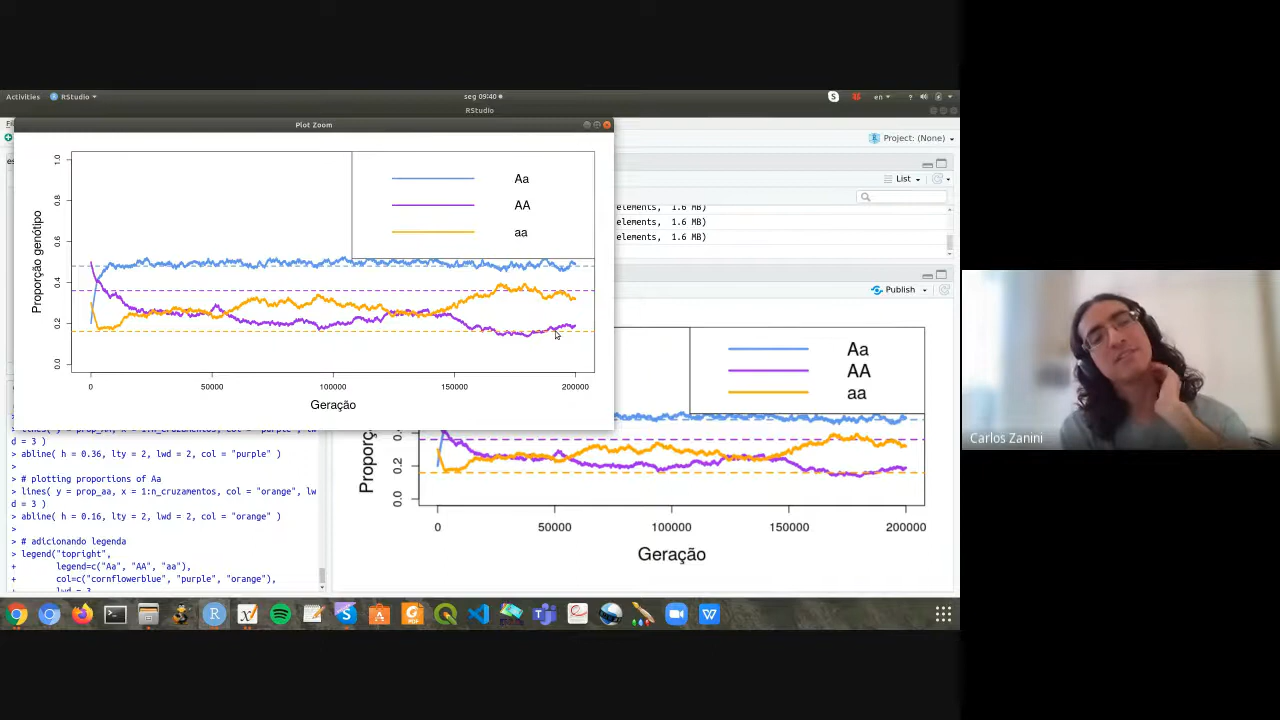 Activities
RStudio
seg 09:40
en
RStudio
Plot Zoom
Project: (None)
List
elements, 1.6 MB)
elements, 1.6 MB)
elements, 1.6 MB)
Publish
Proporção genótipo
0.0
0.2
0.4
0.6
0.8
1.0
Aa
AA
aa
0
50000
100000
150000
200000
Geração
d = 3 )
> abline( h = 0.36, lty = 2, lwd = 2, col = "purple" )
>
> # plotting proportions of Aa
> lines( y = prop_aa, x = 1:n_cruzamentos, col = "orange", lw
d = 3 )
> abline( h = 0.16, lty = 2, lwd = 2, col = "orange" )
>
> # adicionando legenda
> legend("topright",
+ legend=c("Aa", "AA", "aa"),
+ col=c("cornflowerblue", "purple", "orange"),
+ lwd = 3
Aa
AA
aa
Proporç
0.0
0.2
0
50000
100000
150000
200000
Geração
Carlos Zanini